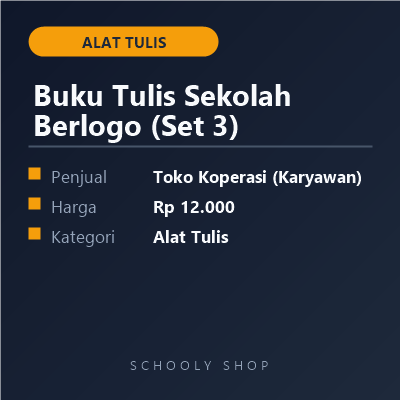 ALAT TULIS
Buku Tulis Sekolah
Berlogo (Set 3)
Penjual Toko Koperasi (Karyawan)
Harga Rp 12.000
Kategori Alat Tulis
SCHOOLY SHOP